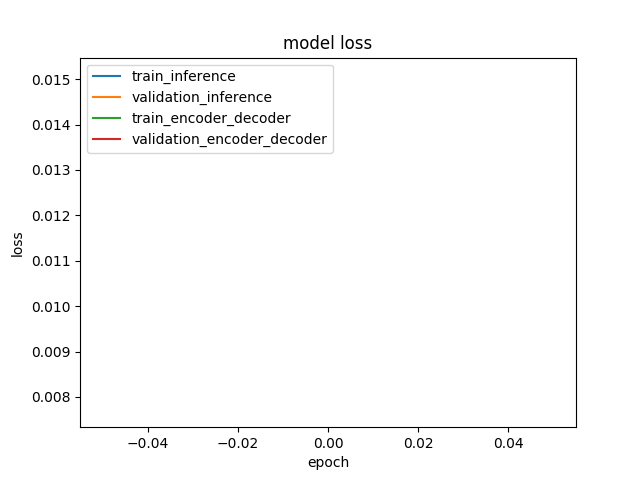 model loss
train_inference
validation_inference
train_encoder_decoder
validation_encoder_decoder
0.015
0.014
0.013
0.012
0.011
0.010
0.009
0.008
loss
−0.04 −0.02 0.00 0.02 0.04
epoch